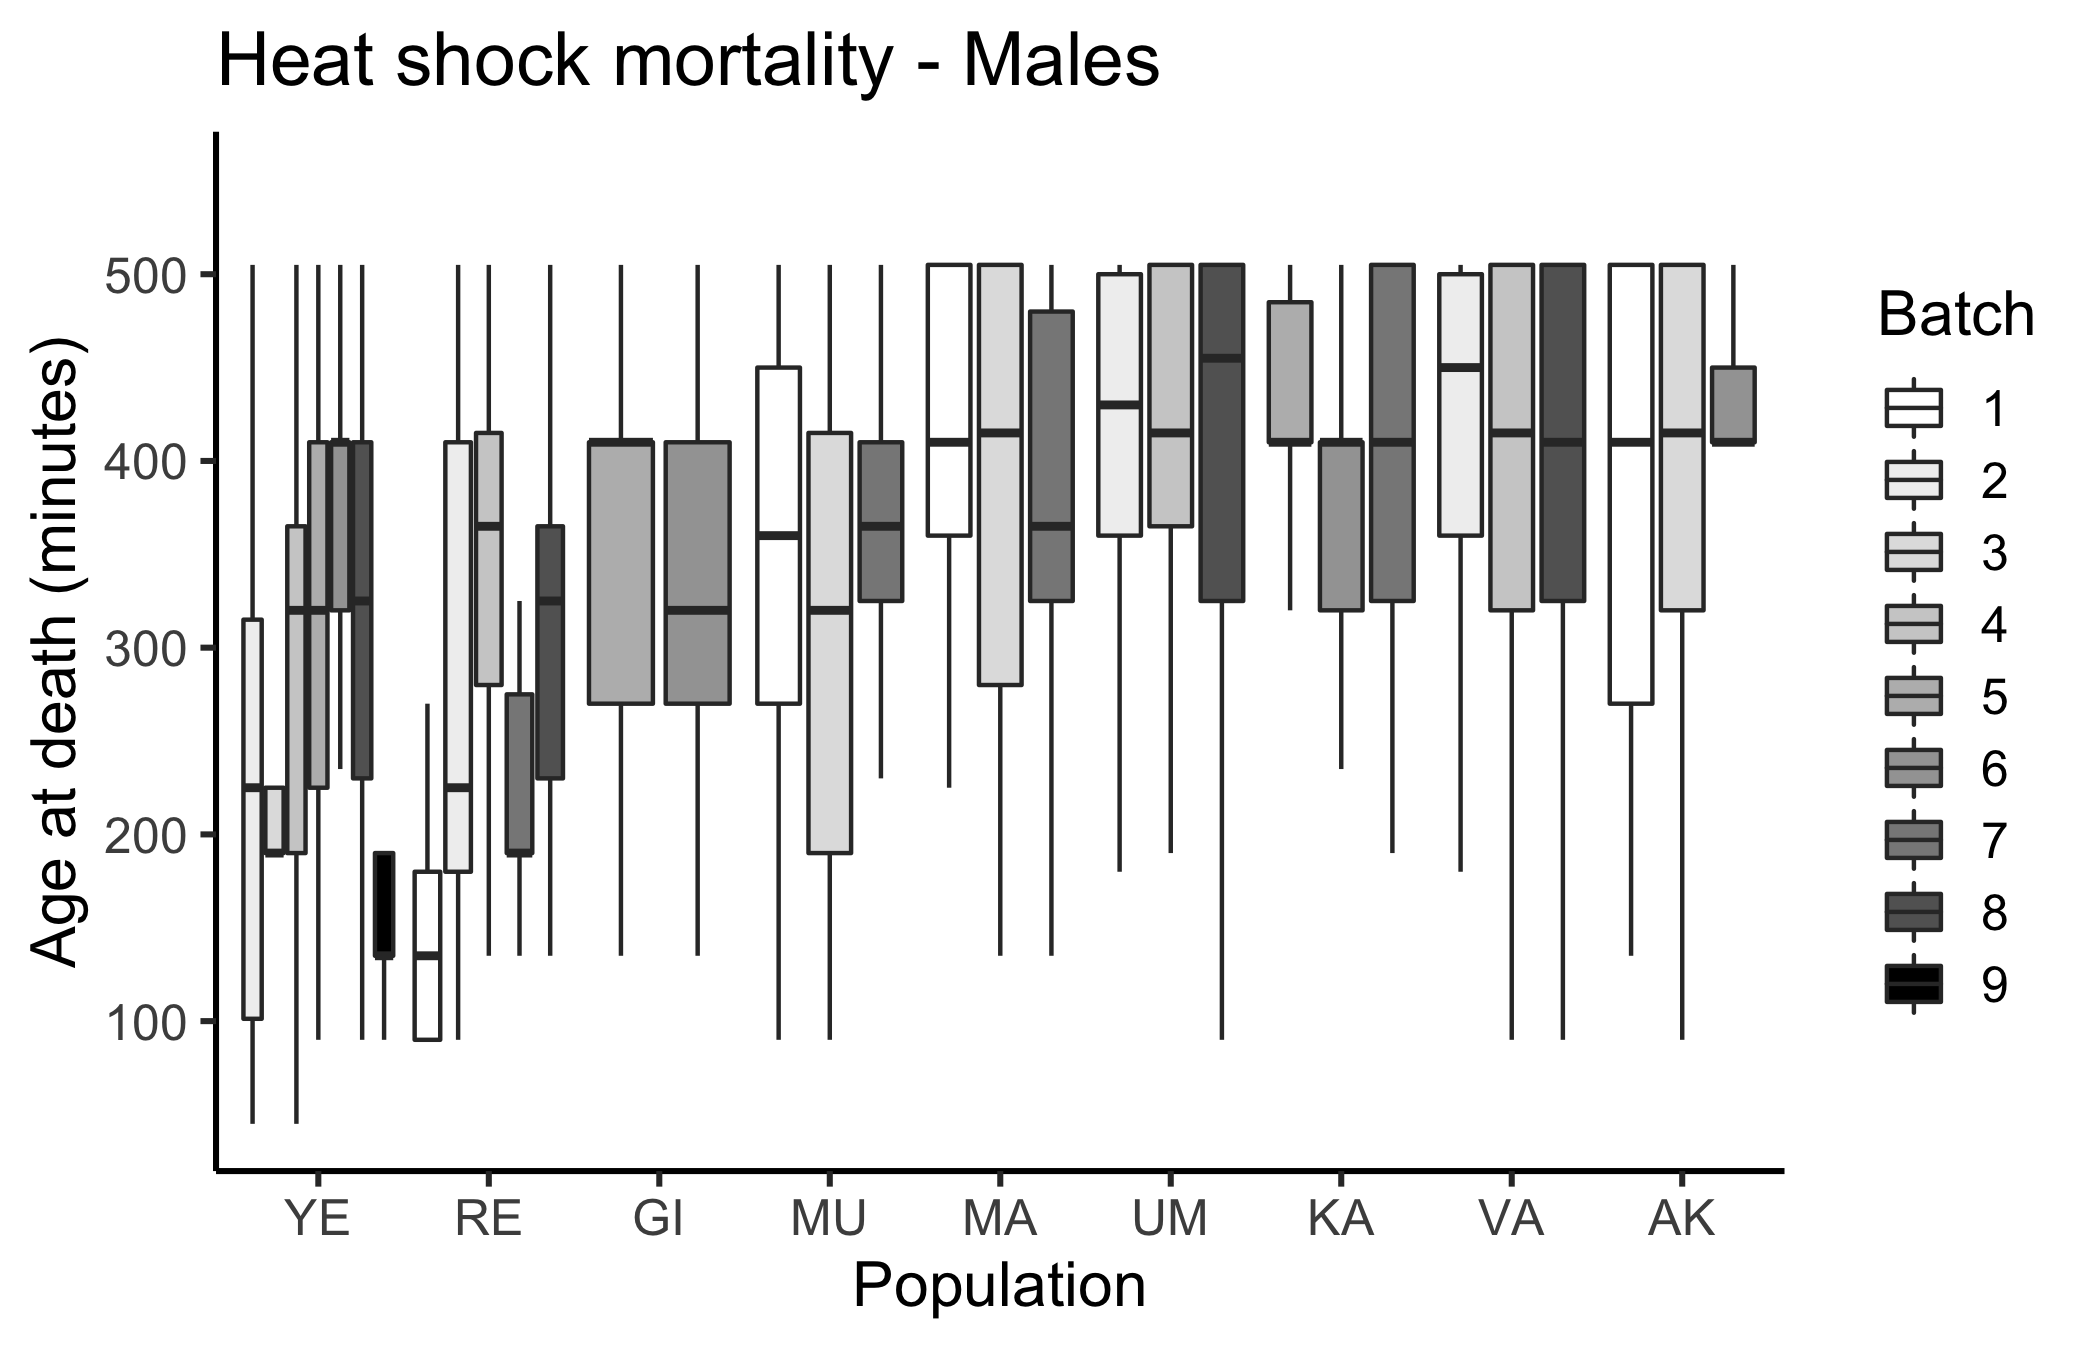 Heat shock mortality - Males
Age at death (minutes)
500
400
300
200
100
YE RE GI MU MA UM KA VA AK
Population
Batch
1
2
3
4
5
6
7
8
9